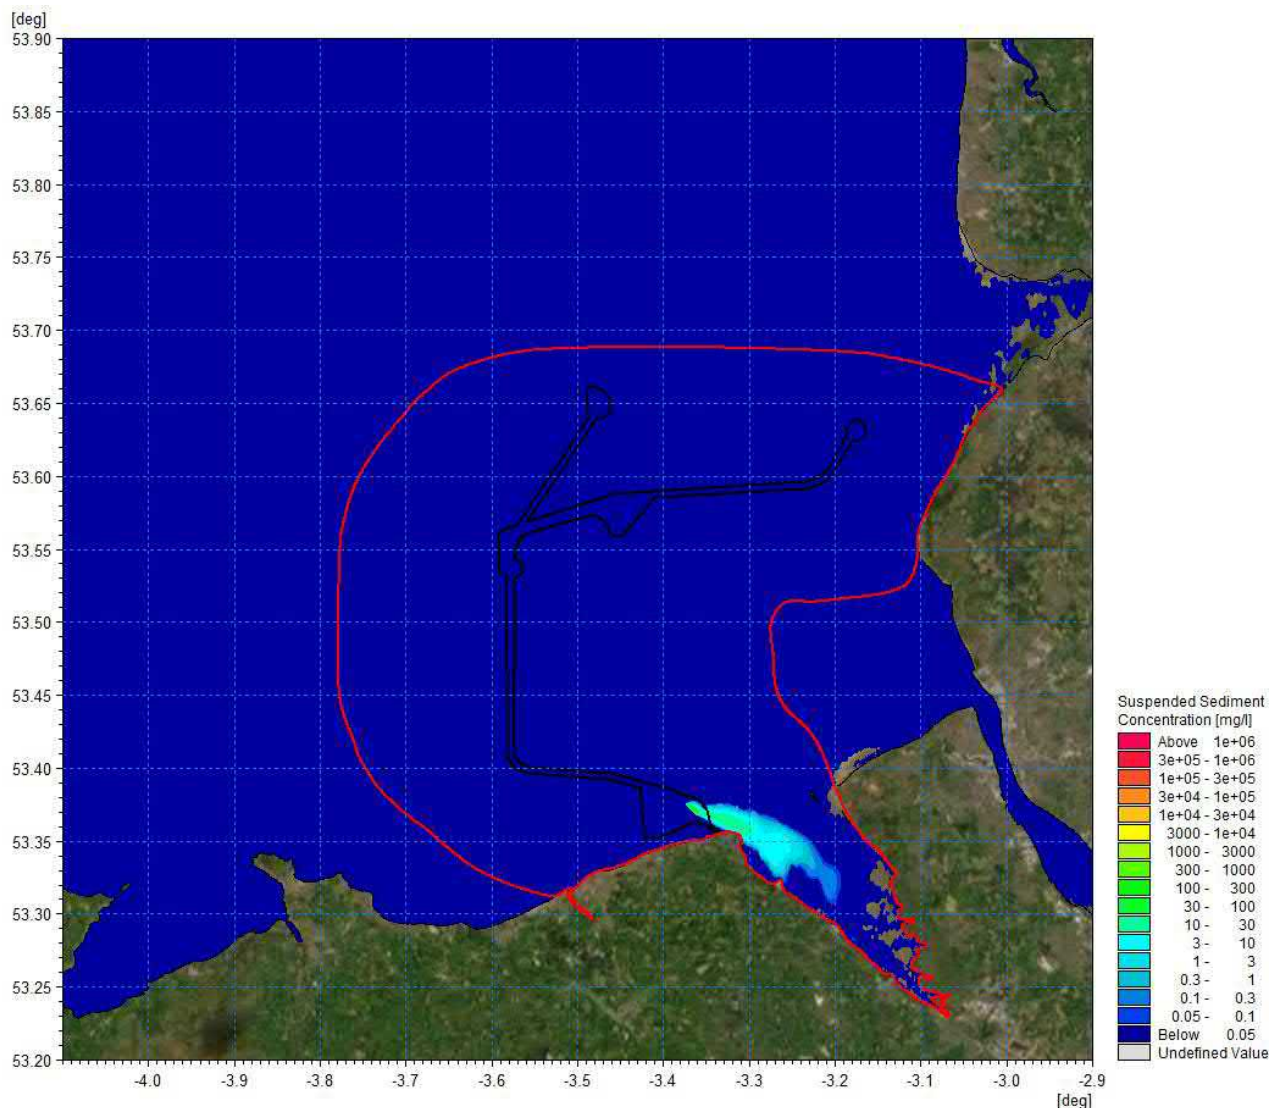 [deg]
53.90
53.85
53.80
53.75
53.70
53.65
53.60
53.55
53.50
53.45
53.40
53.35
53.30
53.25
53.20
-4.0 -3.9 -3.8 -3.7 -3.6 -3.5 -3.4 -3.3 -3.2 -3.1 -3.0 -2.9
[deg]
Suspended Sediment
Concentration [mg/l]
Above 1e+06
3e+05 - 1e+06
1e+05 - 3e+05
3e+04 - 1e+05
1e+04 - 3e+04
3000 - 1e+04
1000 - 3000
300 - 1000
100 - 300
30 - 100
10 - 30
3 - 10
1 - 3
0.3 - 1
0.1 - 0.3
0.05 - 0.1
Below 0.05
Undefined Value